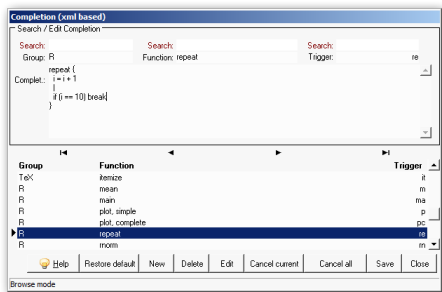 Completion (xml based)
Search / Edit Completion
Search: Search: Search:
Group: R Function: repeat Trigger: re
Complet.: repeat {
i = i + 1
|
if (i == 10) break
}
Group Function Trigger
TeX itemize it
R mean m
R main ma
R plot, simple p
R plot, complete pc
R repeat re
R rnorm rn
Help Restore default New Delete Edit Cancel current Cancel all Save Close
Browse mode